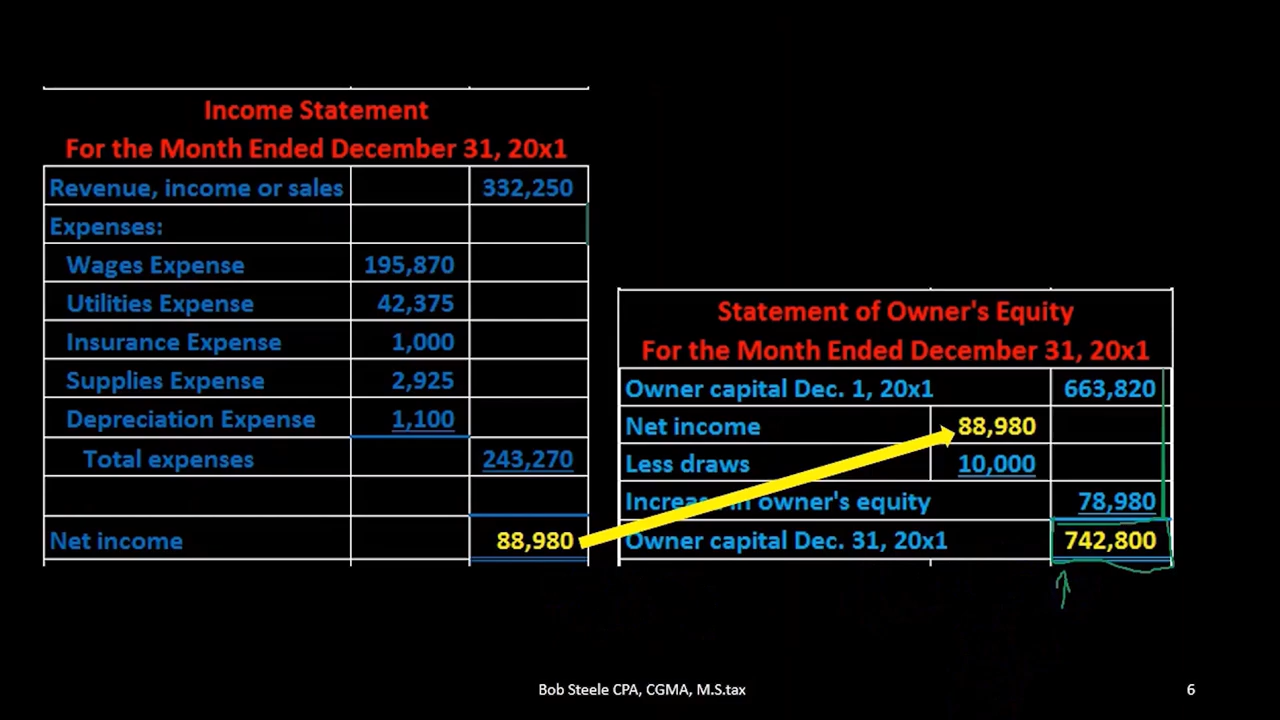 Income Statement
For the Month Ended December 31, 20x1
Revenue, income or sales 332,250
Expenses:
Wages Expense 195,870
Utilities Expense 42,375
Insurance Expense 1,000
Supplies Expense 2,925
Depreciation Expense 1,100
Total expenses 243,270
Net income 88,980
Statement of Owner's Equity
For the Month Ended December 31, 20x1
Owner capital Dec. 1, 20x1 663,820
Net income 88,980
Less draws 10,000
Increase in owner's equity 78,980
Owner capital Dec. 31, 20x1 742,800
Bob Steele CPA, CGMA, M.S.tax
6